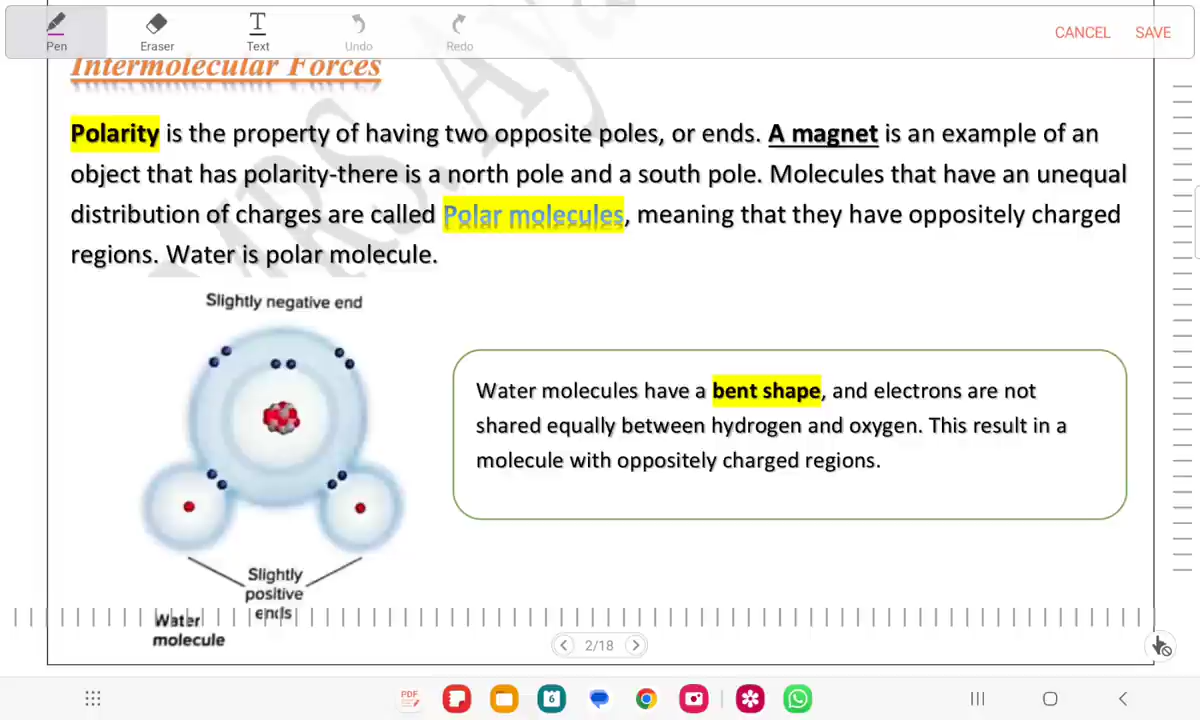 Pen
Eraser
Text
Undo
Redo
CANCEL
SAVE
Intermolecular Forces
Polarity is the property of having two opposite poles, or ends. A magnet is an example of an
object that has polarity-there is a north pole and a south pole. Molecules that have an unequal
distribution of charges are called Polar molecules, meaning that they have oppositely charged
regions. Water is polar molecule.
Slightly negative end
Water molecules have a bent shape, and electrons are not
shared equally between hydrogen and oxygen. This result in a
molecule with oppositely charged regions.
Slightly
positive
ends
Water
molecule
2/18
PDF
6